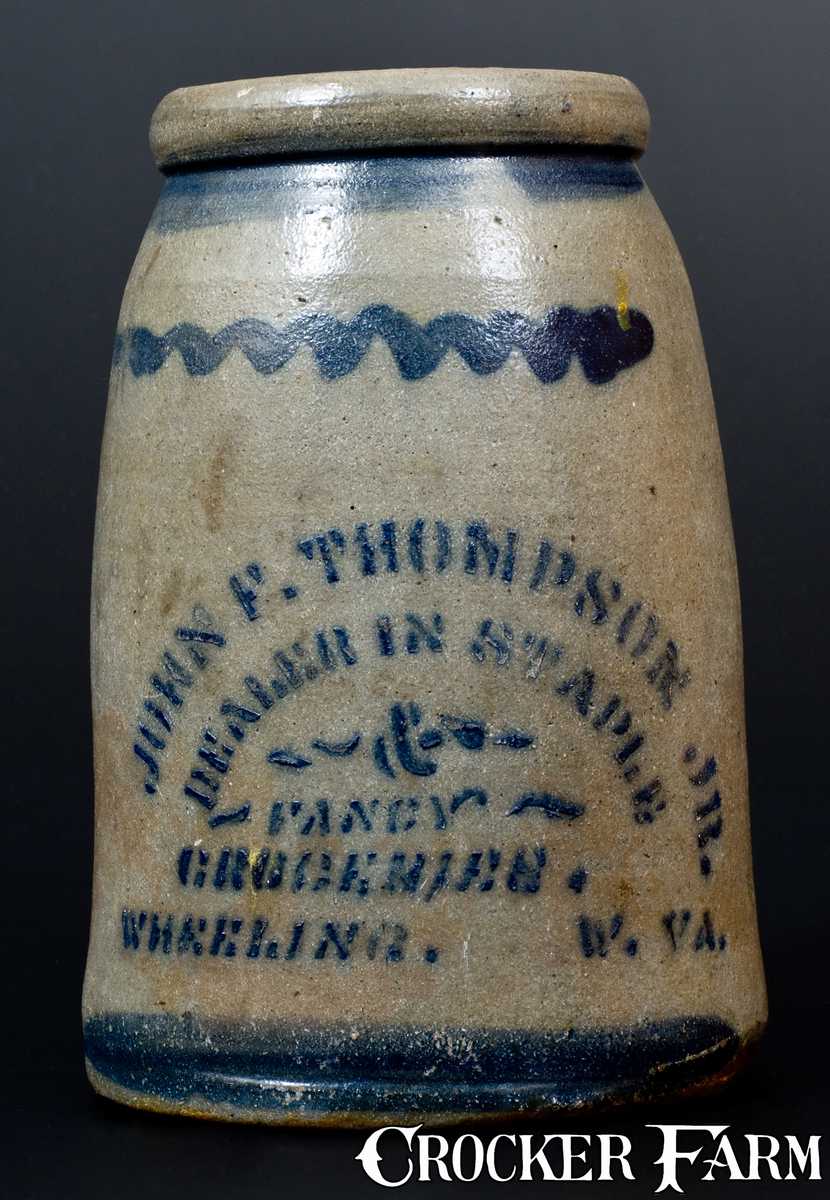 JOHN F. THOMPSON JR.
DEALER IN STAPLE
&
FANCY
GROCERIES.
WHEELING. W. VA.
CROCKER FARM